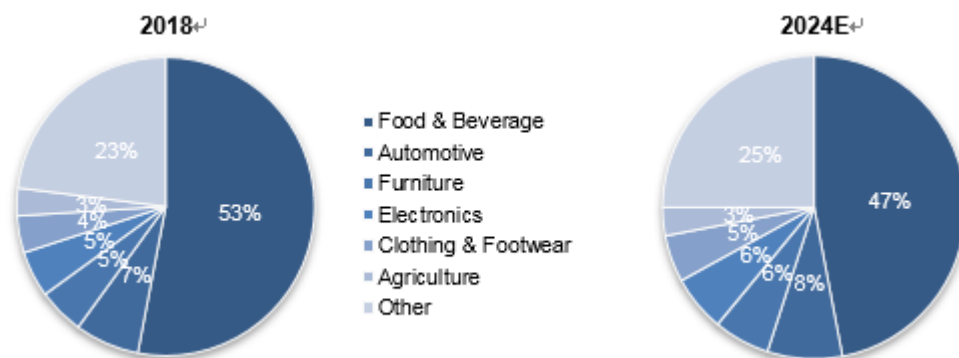 2018↵
53%
7%
5%
5%
4%
3%
23%
Food & Beverage
Automotive
Furniture
Electronics
Clothing & Footwear
Agriculture
Other
2024E↵
47%
8%
6%
6%
5%
3%
25%